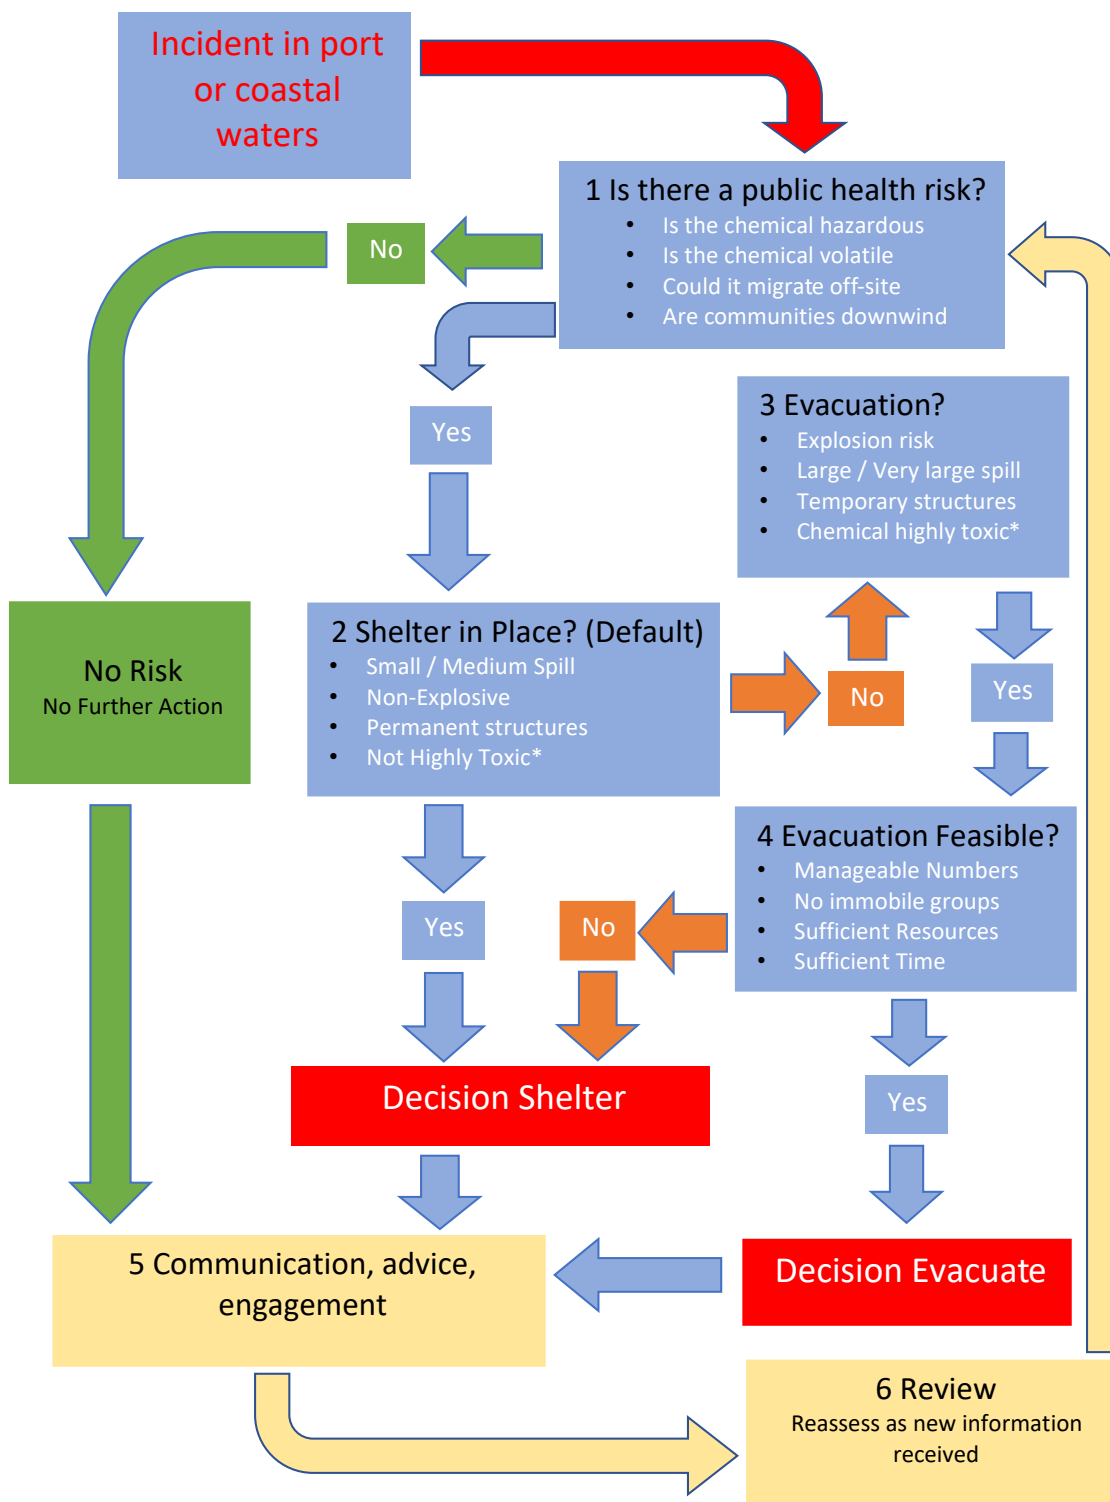 Incident in port
or coastal
waters
1 Is there a public health risk?
• Is the chemical hazardous
• Is the chemical volatile
• Could it migrate off-site
• Are communities downwind
No
Yes
3 Evacuation?
• Explosion risk
• Large / Very large spill
• Temporary structures
• Chemical highly toxic*
2 Shelter in Place? (Default)
• Small / Medium Spill
• Non-Explosive
• Permanent structures
• Not Highly Toxic*
No Risk
No Further Action
No
Yes
4 Evacuation Feasible?
• Manageable Numbers
• No immobile groups
• Sufficient Resources
• Sufficient Time
Yes
No
Decision Shelter
Yes
5 Communication, advice,
engagement
Decision Evacuate
6 Review
Reassess as new information
received